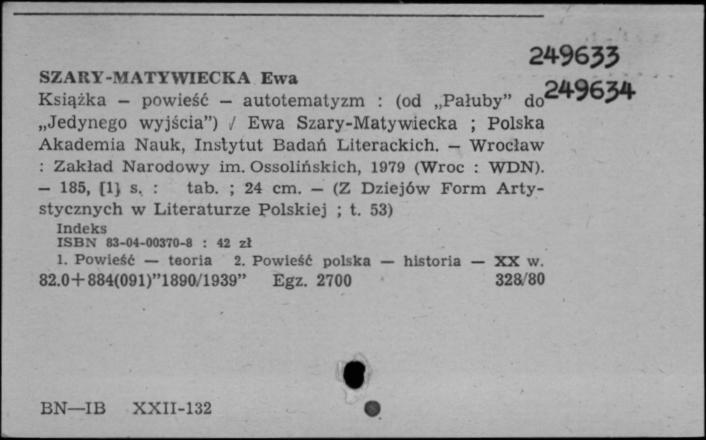 249633
SZARY-MATYWIECKA Ewa
249634
Książka — powieść — autotematyzm : (od „Pałuby” do
„Jedynego wyjścia”) / Ewa Szary-Matywiecka ; Polska
Akademia Nauk, Instytut Badań Literackich. — Wrocław
: Zakład Narodowy im. Ossolińskich, 1979 (Wroc : WDN).
— 185, [1] s. : tab. ; 24 cm. — (Z Dziejów Form Arty-
stycznych w Literaturze Polskiej ; t. 53)
Indeks
ISBN 83-04-00370-8 : 42 zł
1. Powieść — teoria 2. Powieść polska — historia — XX w.
82.0+884(091)”1890/1939” Egz. 2700 328/80
BN—IB XXII-132